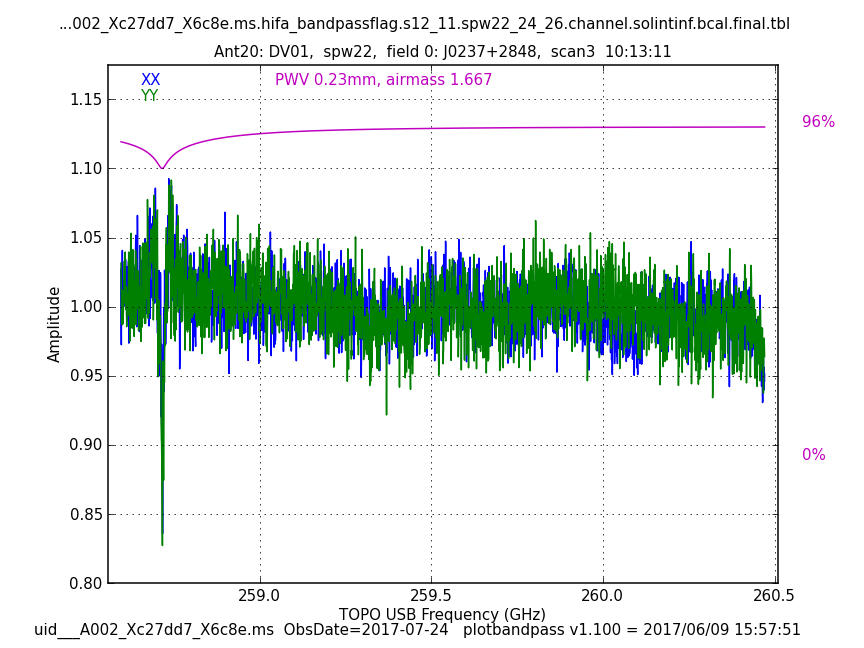 ...002_Xc27dd7_X6c8e.ms.hifa_bandpassflag.s12_11.spw22_24_26.channel.solintinf.bcal.final.tbl
Ant20: DV01,  spw22,  field 0: J0237+2848,  scan3  10:13:11
XX
YY
PWV 0.23mm, airmass 1.667
96%
0%
1.15
1.10
1.05
1.00
0.95
0.90
0.85
0.80
Amplitude
259.0
259.5
260.0
260.5
TOPO USB Frequency (GHz)
uid___A002_Xc27dd7_X6c8e.ms  ObsDate=2017-07-24   plotbandpass v1.100 = 2017/06/09 15:57:51